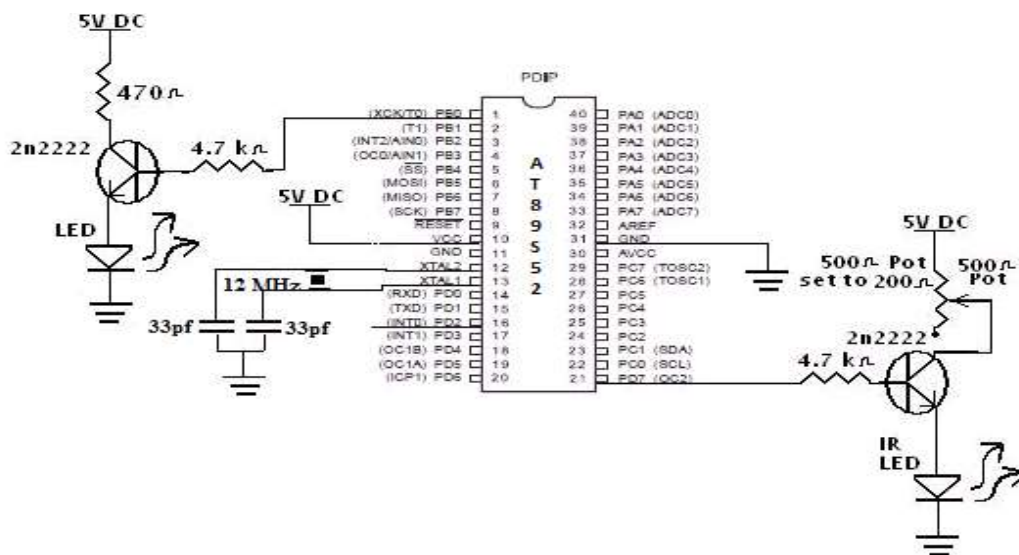 5V DC
470Ω
2n2222
4.7 kΩ
LED
5V DC
12 MHz
33pf
33pf
PDIP
(XCK/T0) PB0 1
(T1) PB1 2
(INT2/AIN0) PB2 3
(OC0/AIN1) PB3 4
(SS) PB4 5
(MOSI) PB5 6
(MISO) PB6 7
(SCK) PB7 8
RESET 9
VCC 10
GND 11
XTAL2 12
XTAL1 13
(RXD) PD0 14
(TXD) PD1 15
(INT0) PD2 16
(INT1) PD3 17
(OC1B) PD4 18
(OC1A) PD5 19
(ICP1) PD6 20
AT89S52
40 PA0 (ADC0)
39 PA1 (ADC1)
38 PA2 (ADC2)
37 PA3 (ADC3)
36 PA4 (ADC4)
35 PA5 (ADC5)
34 PA6 (ADC6)
33 PA7 (ADC7)
32 AREF
31 GND
30 AVCC
29 PC7 (TOSC2)
28 PC6 (TOSC1)
27 PC5
26 PC4
25 PC3
24 PC2
23 PC1 (SDA)
22 PC0 (SCL)
21 PD7 (OC2)
5V DC
500Ω Pot
set to 200Ω
500Ω
Pot
2n2222
4.7 kΩ
IR
LED